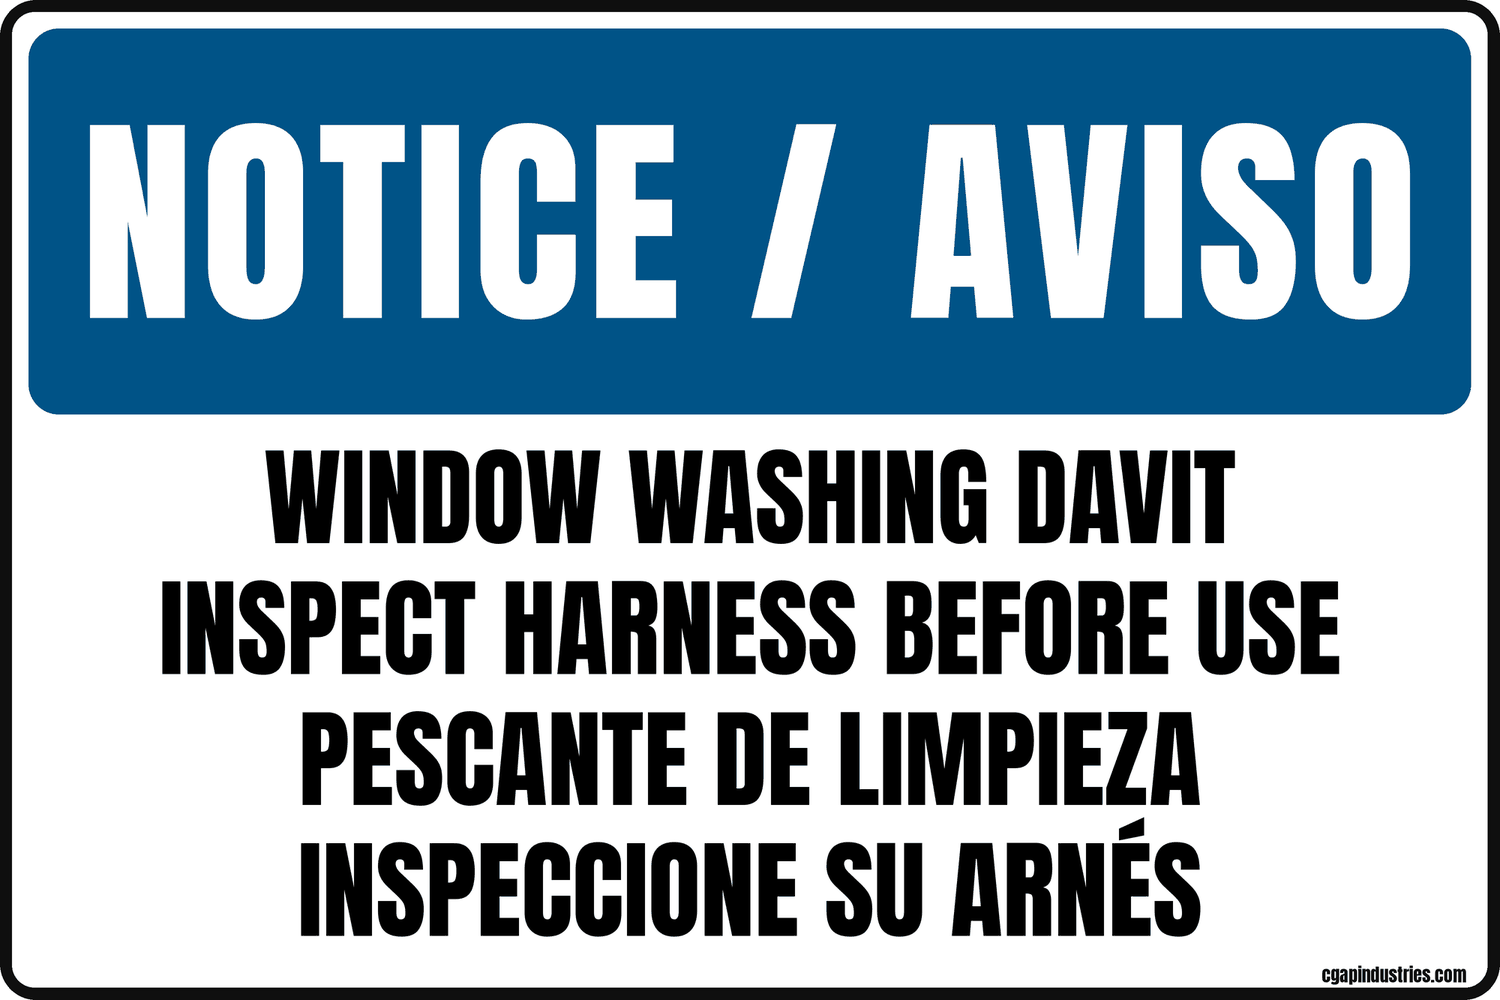 NOTICE / AVISO
WINDOW WASHING DAVIT
INSPECT HARNESS BEFORE USE
PESCANTE DE LIMPIEZA
INSPECCIONE SU ARNÉS
cgapindustries.com